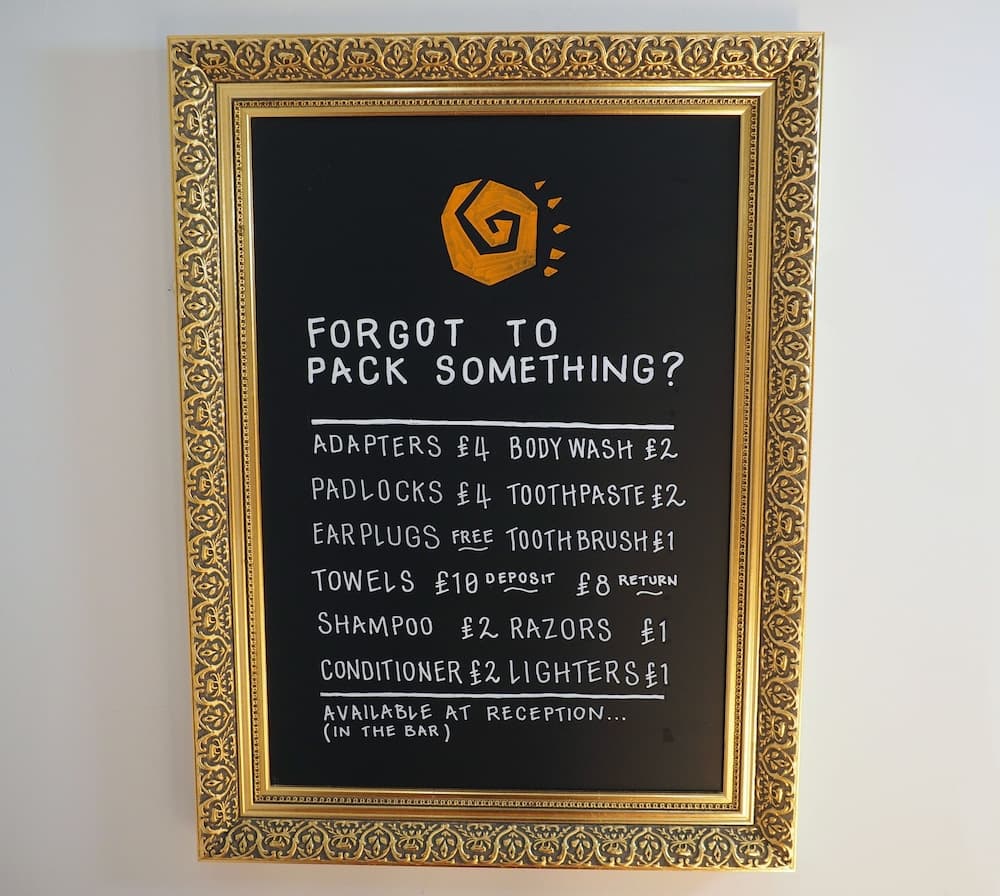 FORGOT TO
PACK SOMETHING?
ADAPTERS £4 BODY WASH £2
PADLOCKS £4 TOOTHPASTE £2
EARPLUGS FREE TOOTHBRUSH £1
TOWELS £10 DEPOSIT £8 RETURN
SHAMPOO £2 RAZORS £1
CONDITIONER £2 LIGHTERS £1
AVAILABLE AT RECEPTION...
(IN THE BAR)